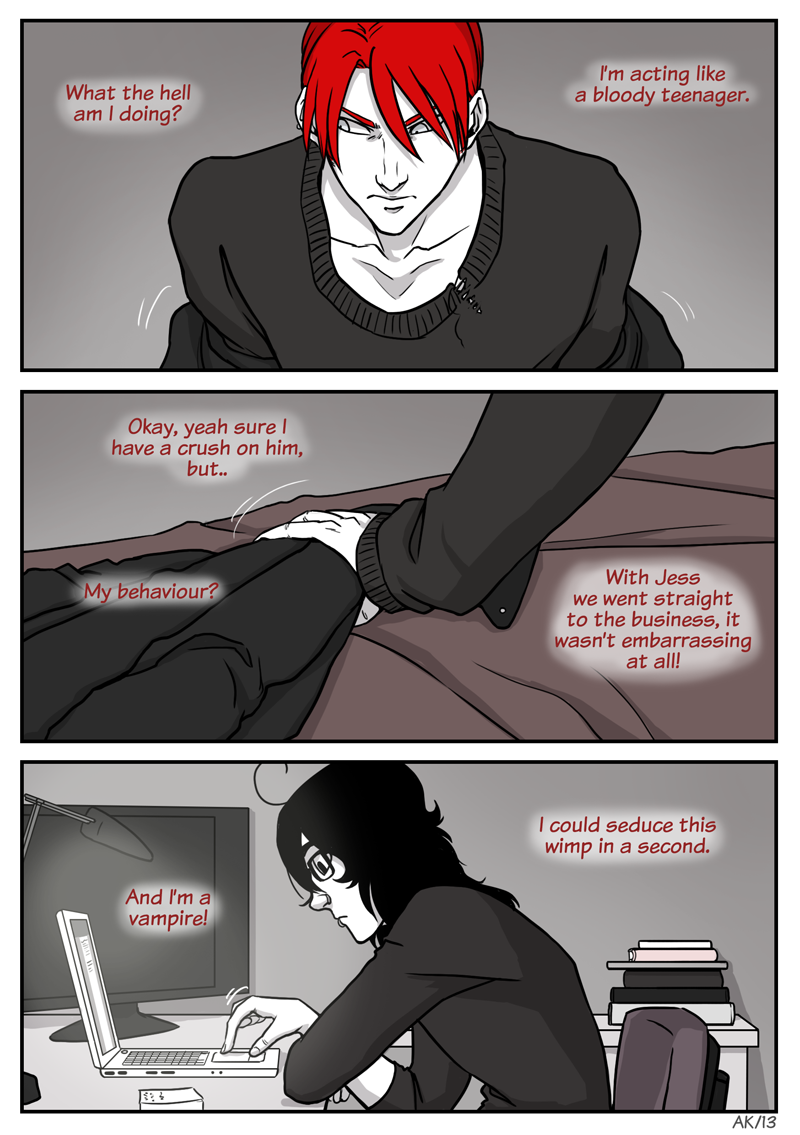 What the hell
am I doing?
I'm acting like
a bloody teenager.
Okay, yeah sure I
have a crush on him,
but..
My behaviour?
With Jess
we went straight
to the business, it
wasn't embarrassing
at all!
I could seduce this
wimp in a second.
And I'm a
vampire!
AK/13